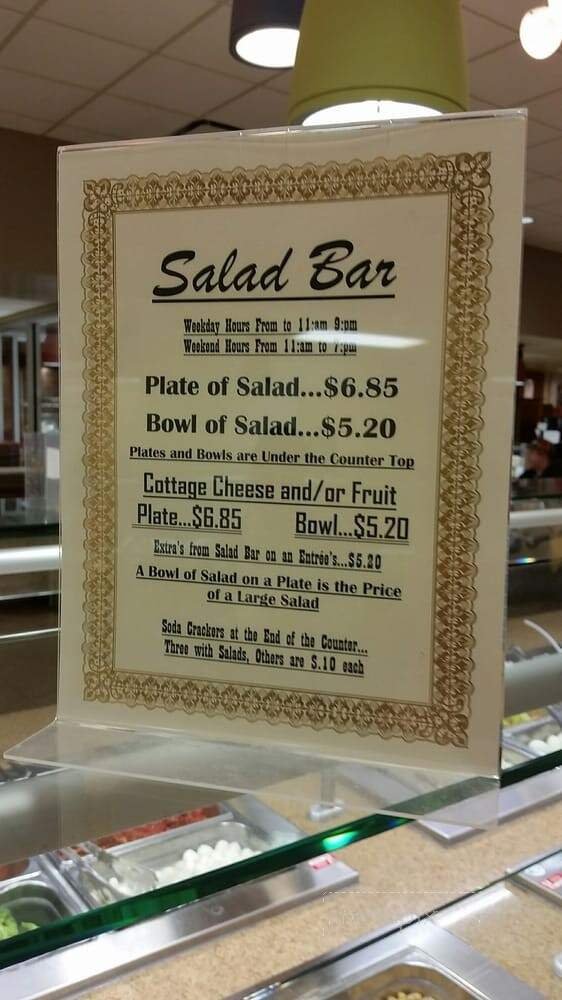 Salad Bar
Weekday Hours From to 11:am 9:pm
Weekend Hours From 11:am to 7:pm
Plate of Salad...$6.85
Bowl of Salad...$5.20
Plates and Bowls are Under the Counter Top
Cottage Cheese and/or Fruit
Plate...$6.85 Bowl...$5.20
Extra's from Salad Bar on an Entrée's...$5.20
A Bowl of Salad on a Plate is the Price
of a Large Salad
Soda Crackers at the End of the Counter...
Three with Salads, Others are $.10 each